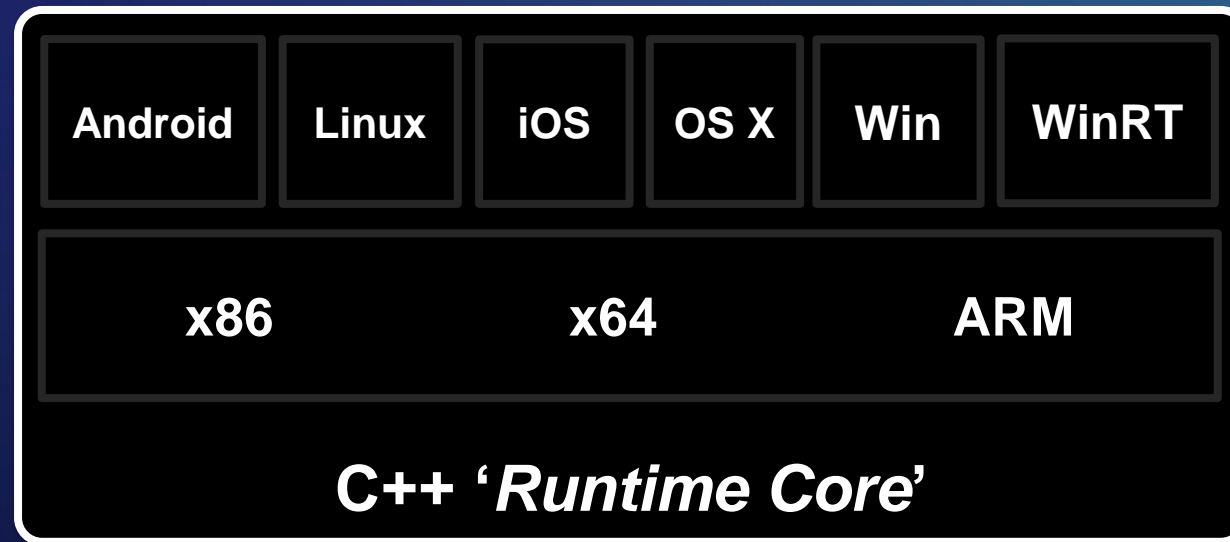 Android Linux iOS OS X Win WinRT
x86 x64 ARM
C++ ‘Runtime Core’